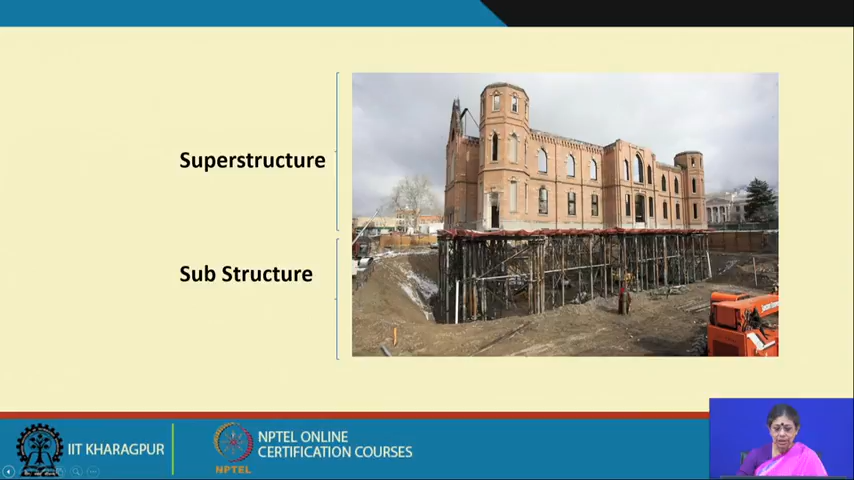 Superstructure
Sub Structure
IIT KHARAGPUR
NPTEL
NPTEL ONLINE
CERTIFICATION COURSES